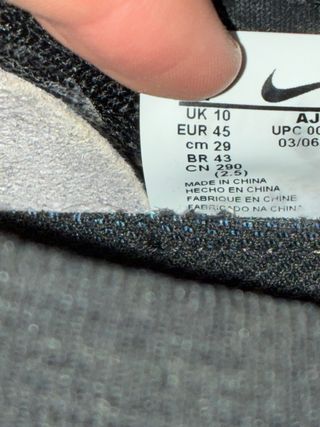 UK 10 AJ
EUR 45 UPC 00
cm 29 03/06
BR 43
CN 290
(2.5)
MADE IN CHINA
HECHO EN CHINA
FABRIQUE EN CHINE
FABRICADO NA CHINA